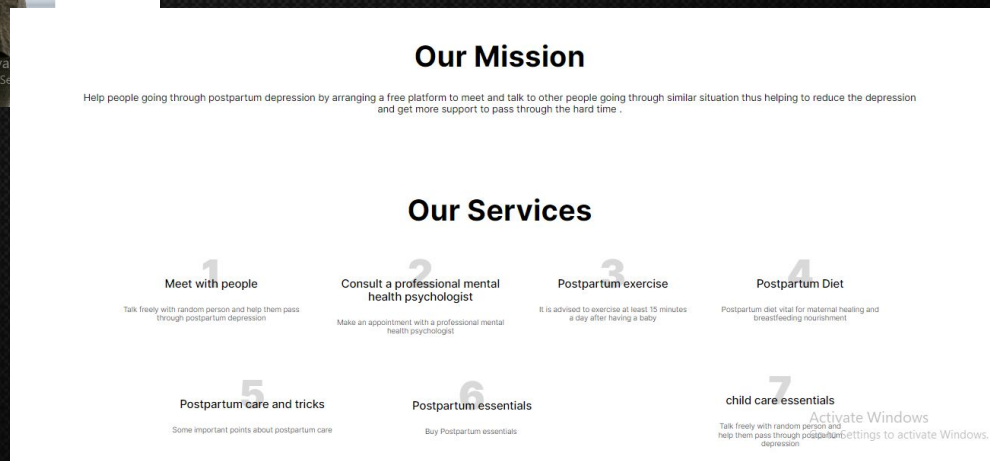 Our Mission
Help people going through postpartum depression by arranging a free platform to meet and talk to other people going through similar situation thus helping to reduce the depression
and get more support to pass through the hard time .
Our Services
1
Meet with people
Talk freely with random person and help them pass
through postpartum depression
2
Consult a professional mental
health psychologist
Make an appointment with a professional mental
health psychologist
3
Postpartum exercise
It is advised to exercise at least 15 minutes
a day after having a baby
4
Postpartum Diet
Postpartum diet vital for maternal healing and
breastfeeding nourishment
5
Postpartum care and tricks
Some important points about postpartum care
6
Postpartum essentials
Buy Postpartum essentials
7
child care essentials
Talk freely with random person and
help them pass through postpartum
depression
Activate Windows
Go to Settings to activate Windows.